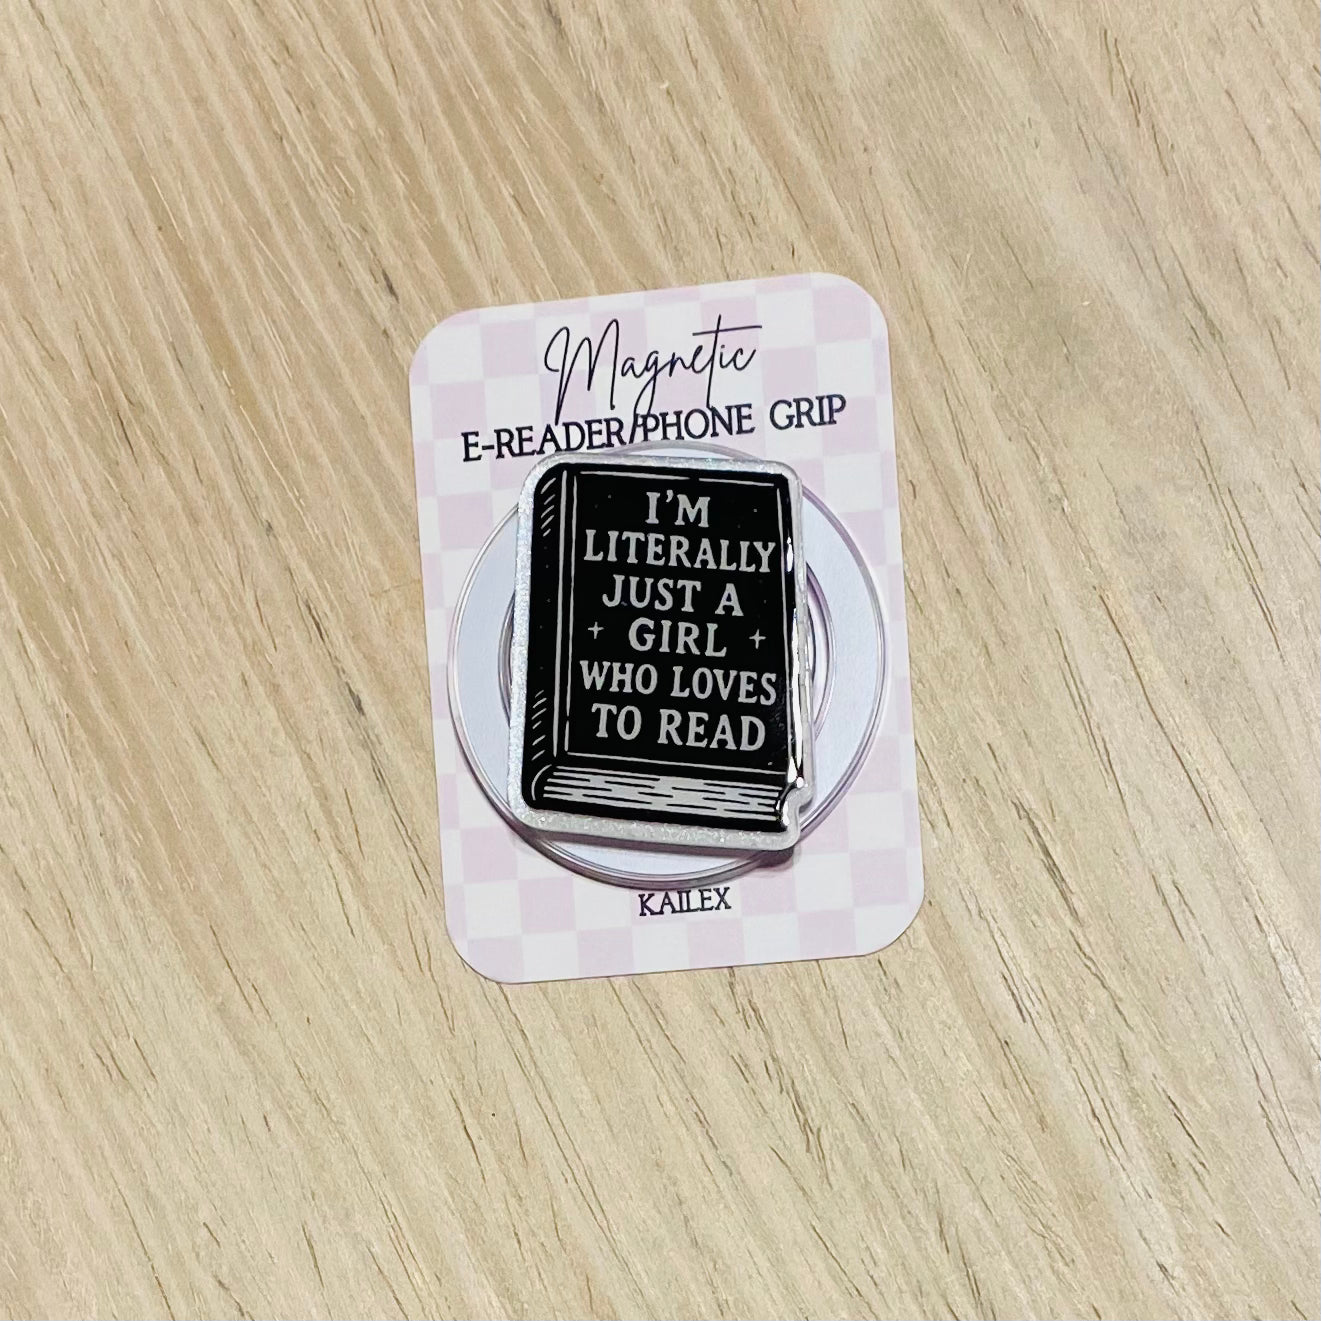 Magnetic
E-READER/PHONE GRIP
I'M
LITERALLY
JUST A
GIRL
WHO LOVES
TO READ
KAILEX